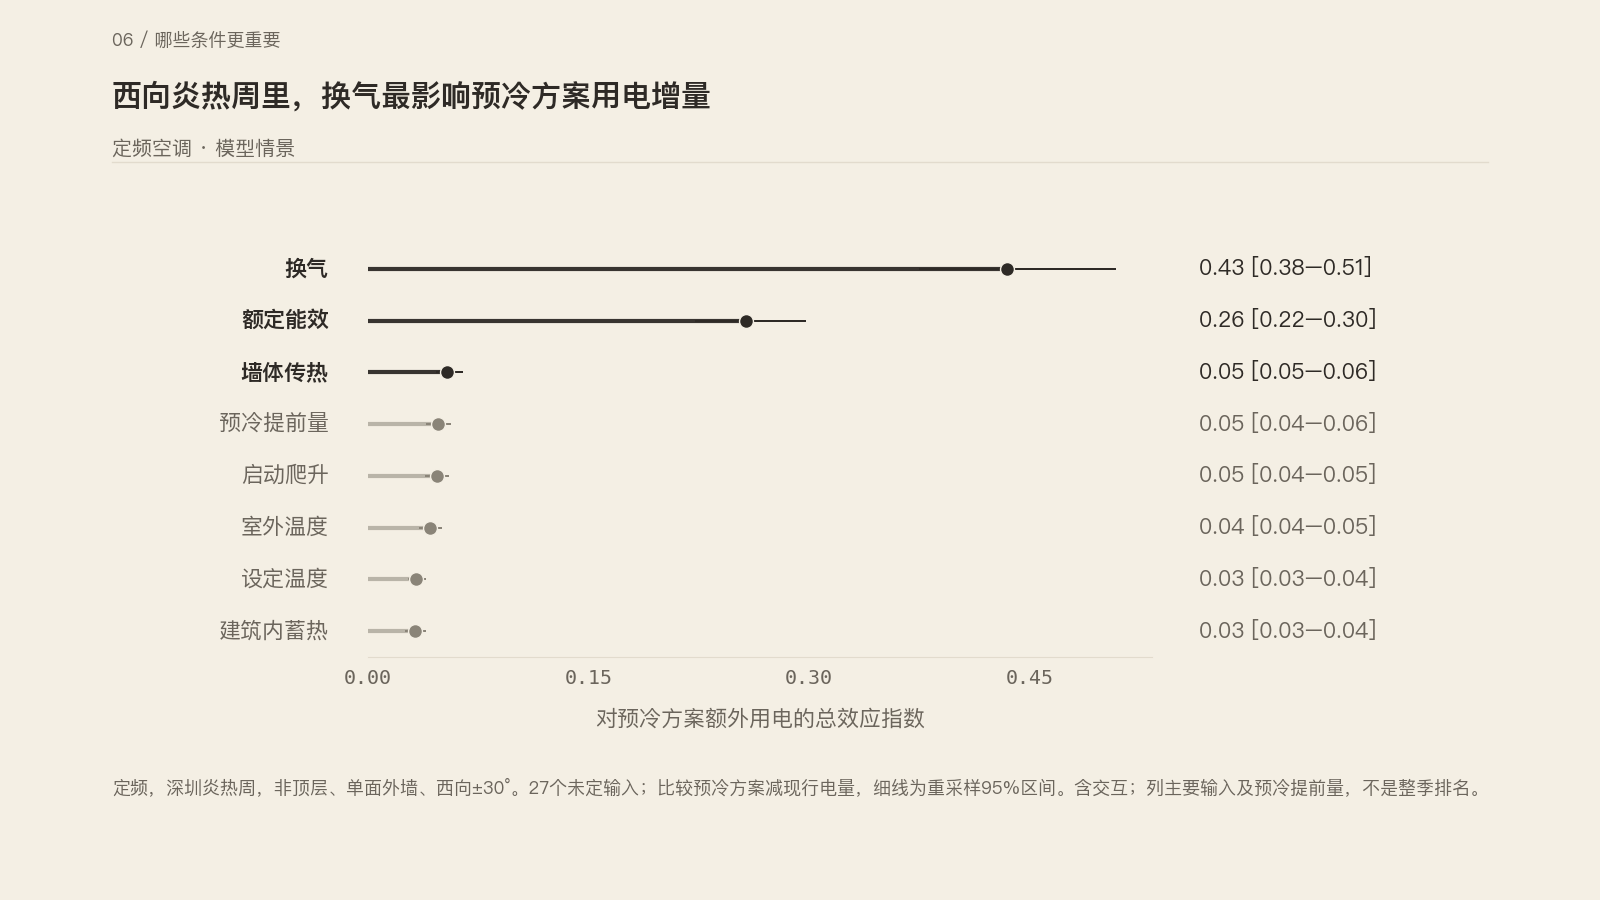 06 / 哪些条件更重要
西向炎热周里，换气最影响预冷方案用电增量
定频空调 · 模型情景
换气 0.43 [0.38—0.51]
额定能效 0.26 [0.22—0.30]
墙体传热 0.05 [0.05—0.06]
预冷提前量 0.05 [0.04—0.06]
启动爬升 0.05 [0.04—0.05]
室外温度 0.04 [0.04—0.05]
设定温度 0.03 [0.03—0.04]
建筑内蓄热 0.03 [0.03—0.04]
0.00 0.15 0.30 0.45
对预冷方案额外用电的总效应指数
定频，深圳炎热周，非顶层、单面外墙、西向±30°。27个未定输入；比较预冷方案减现行电量，细线为重采样95%区间。含交互；列主要输入及预冷提前量，不是整季排名。